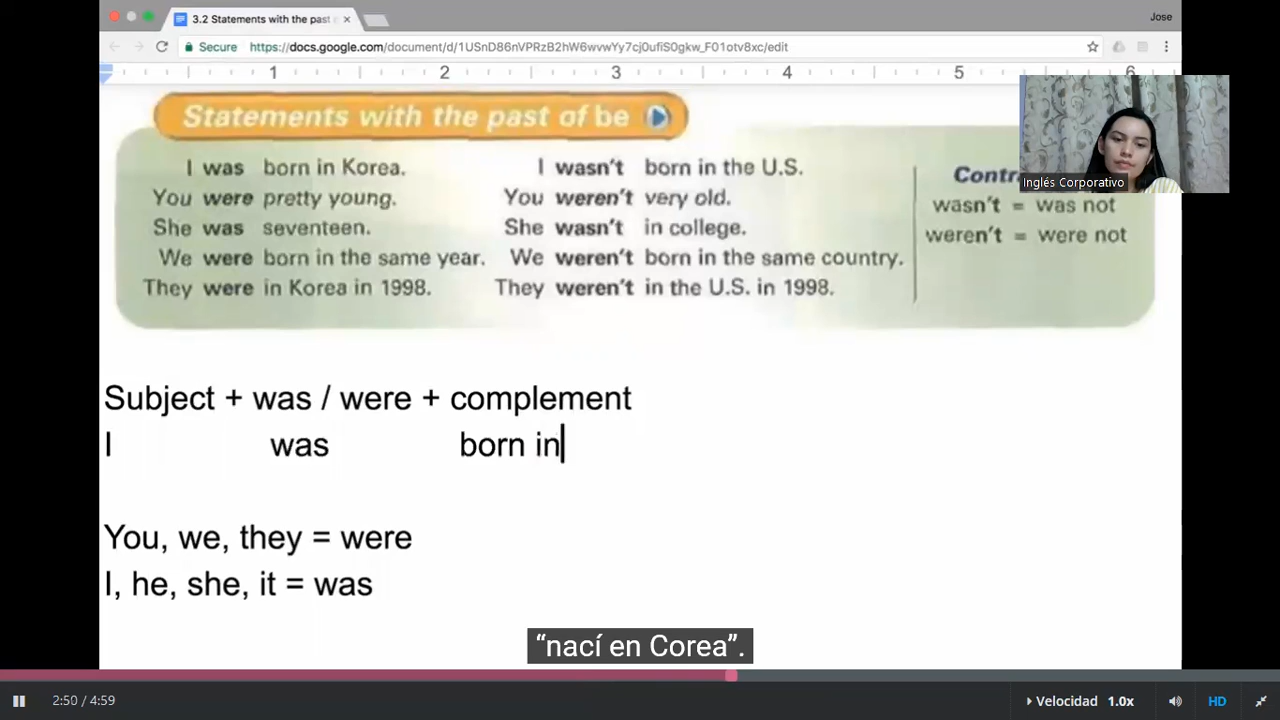 3.2 Statements with the past
Jose
Secure https://docs.google.com/document/d/1USnD86nVPRzB2hW6wvwYy7cj0ufiS0gkw_F01otv8xc/edit
1 2 3 4 5 6
Statements with the past of be
I was born in Korea. I wasn't born in the U.S.
You were pretty young. You weren't very old.
She was seventeen. She wasn't in college.
We were born in the same year. We weren't born in the same country.
They were in Korea in 1998. They weren't in the U.S. in 1998.
wasn't = was not
weren't = were not
Inglés Corporativo
Subject + was / were + complement
I was born in
You, we, they = were
I, he, she, it = was
“nací en Corea”.
2:50 / 4:59
Velocidad 1.0x
HD